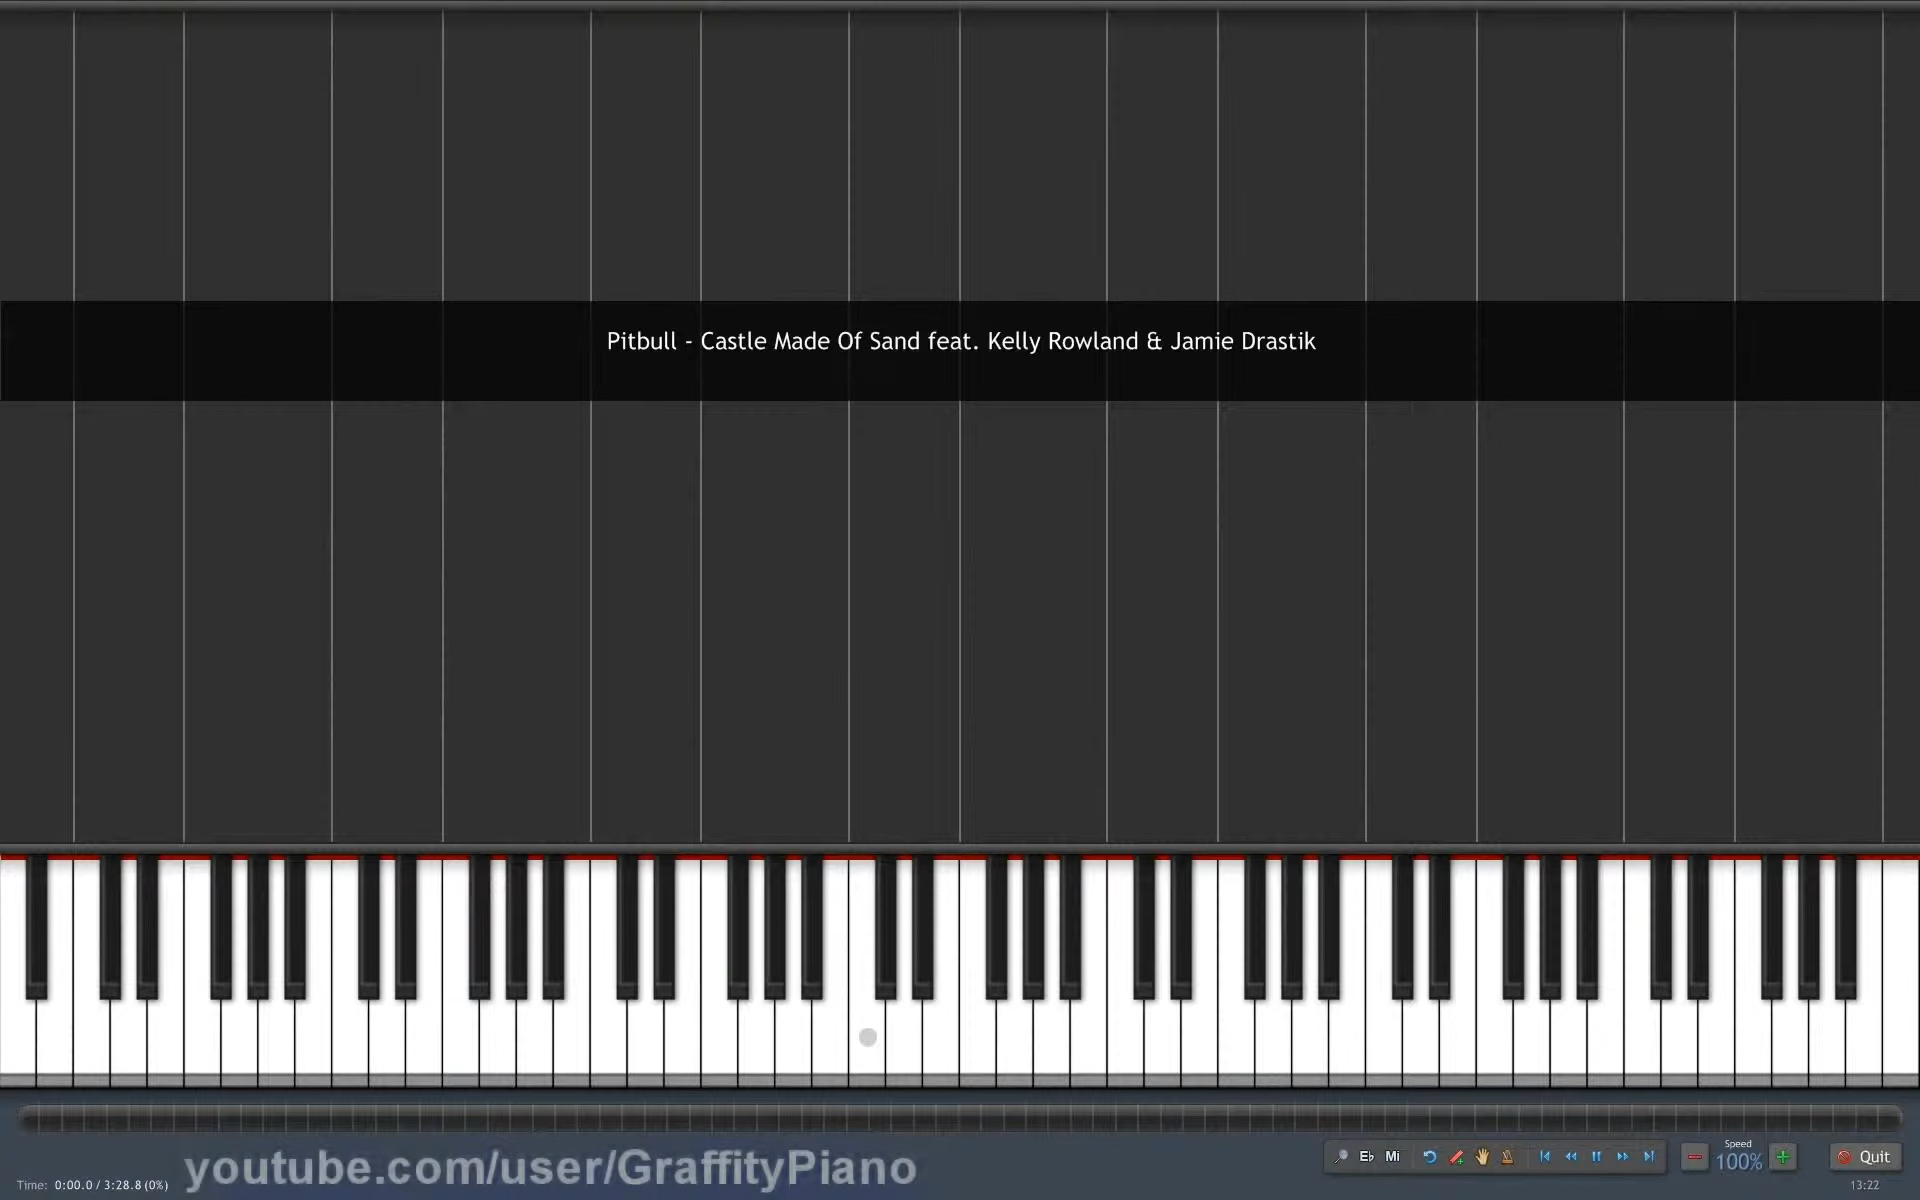 Pitbull - Castle Made Of Sand feat. Kelly Rowland & Jamie Drastik
youtube.com/user/GraffityPiano
Time: 0:00.0 / 3:28.8 (0%)
E♭ Mi
Speed
100%
Quit
13:22